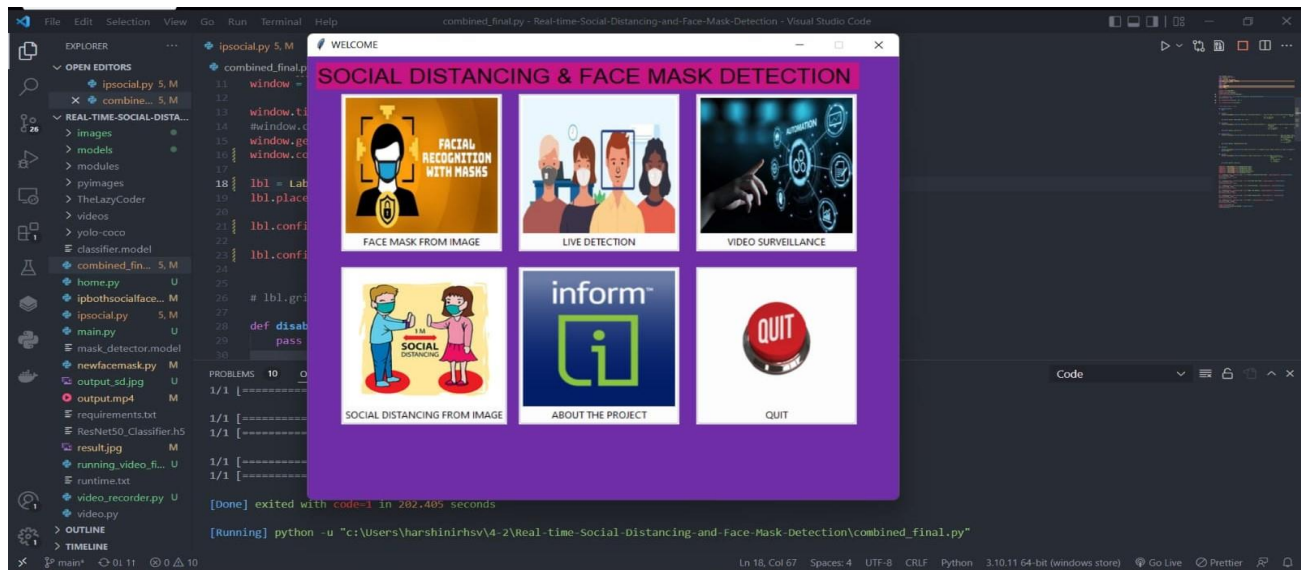 File Edit Selection View Go Run Terminal Help
combined_final.py - Real-time-Social-Distancing-and-Face-Mask-Detection - Visual Studio Code
EXPLORER
OPEN EDITORS
ipsocial.py 5, M
combine... 5, M
REAL-TIME-SOCIAL-DISTA...
images
models
modules
pyimages
TheLazyCoder
videos
yolo-coco
classifier.model
combined_fin... 5, M
home.py U
ipbothsocialface... M
ipsocial.py 5, M
main.py U
mask_detector.model
newfacemask.py M
output_sd.jpg U
output.mp4 M
requirements.txt
ResNet50_Classifier.h5
result.jpg M
running_video_fi... U
runtime.txt
video_recorder.py U
video.py
OUTLINE
TIMELINE
26
1
1
1
ipsocial.py 5, M
combined_final.p
11 window =
12
13 window.ti
14 #window.c
15 window.ge
16 window.co
17
18 lbl = Lab
19 lbl.place
20
21 lbl.confi
22
23 lbl.confi
24
25
26 # lbl.gri
27
28 def disab
29 pass
30
WELCOME
SOCIAL DISTANCING & FACE MASK DETECTION
FACIAL
RECOGNITION
WITH MASKS
FACE MASK FROM IMAGE
LIVE DETECTION
AUTOMATION
VIDEO SURVEILLANCE
1 M
SOCIAL
DISTANCING
SOCIAL DISTANCING FROM IMAGE
inform™
i
ABOUT THE PROJECT
QUIT
QUIT
PROBLEMS 10 O
Code
1/1 [==========
1/1 [==========
1/1 [==========
1/1 [==========
1/1 [==========
[Done] exited with code=1 in 202.405 seconds
[Running] python -u "c:\Users\harshinirhsv\4-2\Real-time-Social-Distancing-and-Face-Mask-Detection\combined_final.py"
main* 0↓ 1↑ 0 10
Ln 18, Col 67 Spaces: 4 UTF-8 CRLF Python 3.10.11 64-bit (windows store) Go Live Prettier